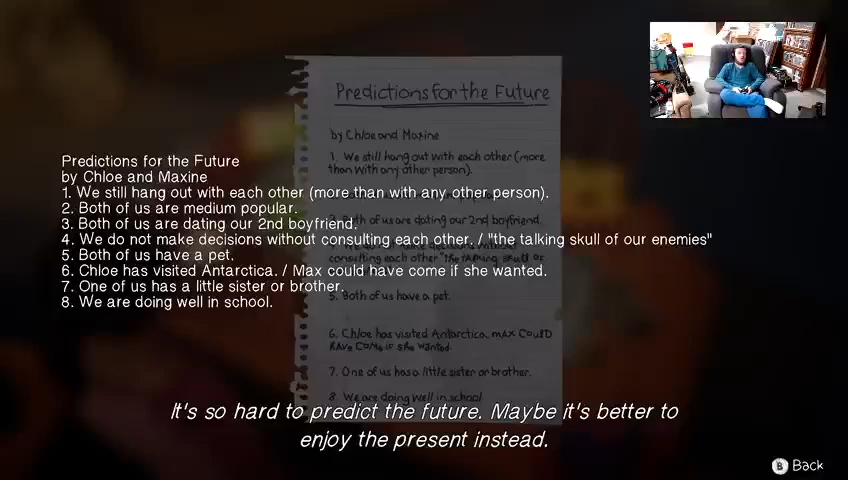 Predictions for the Future
by Chloe and Maxine
1. We still hang out with each other (more
than with any other person).
Both of us are dating our 2nd boyfriend.
consulting each other "the talking skull of
5. Both of us have a pet.
6. Chloe has visited Antarctica. MAX COULD
HAVE COME IF SHE WANTED.
7. One of us has a little sister or brother.
8. We are doing well in school
Predictions for the Future
by Chloe and Maxine
1. We still hang out with each other (more than with any other person).
2. Both of us are medium popular.
3. Both of us are dating our 2nd boyfriend.
4. We do not make decisions without consulting each other. / "the talking skull of our enemies"
5. Both of us have a pet.
6. Chloe has visited Antarctica. / Max could have come if she wanted.
7. One of us has a little sister or brother.
8. We are doing well in school.
It's so hard to predict the future. Maybe it's better to
enjoy the present instead.
B Back